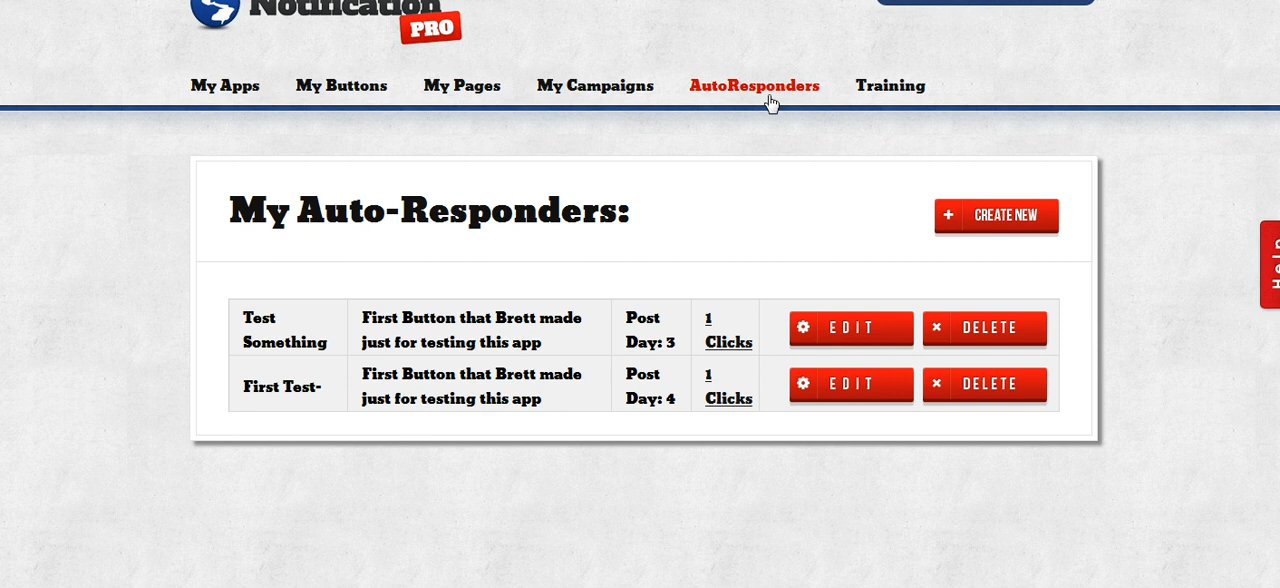 Notification
PRO
My Apps My Buttons My Pages My Campaigns AutoResponders Training
My Auto-Responders:
CREATE NEW
Help
Test
Something
First Button that Brett made
just for testing this app
Post
Day: 3
1
Clicks
EDIT
DELETE
First Test-
First Button that Brett made
just for testing this app
Post
Day: 4
1
Clicks
EDIT
DELETE